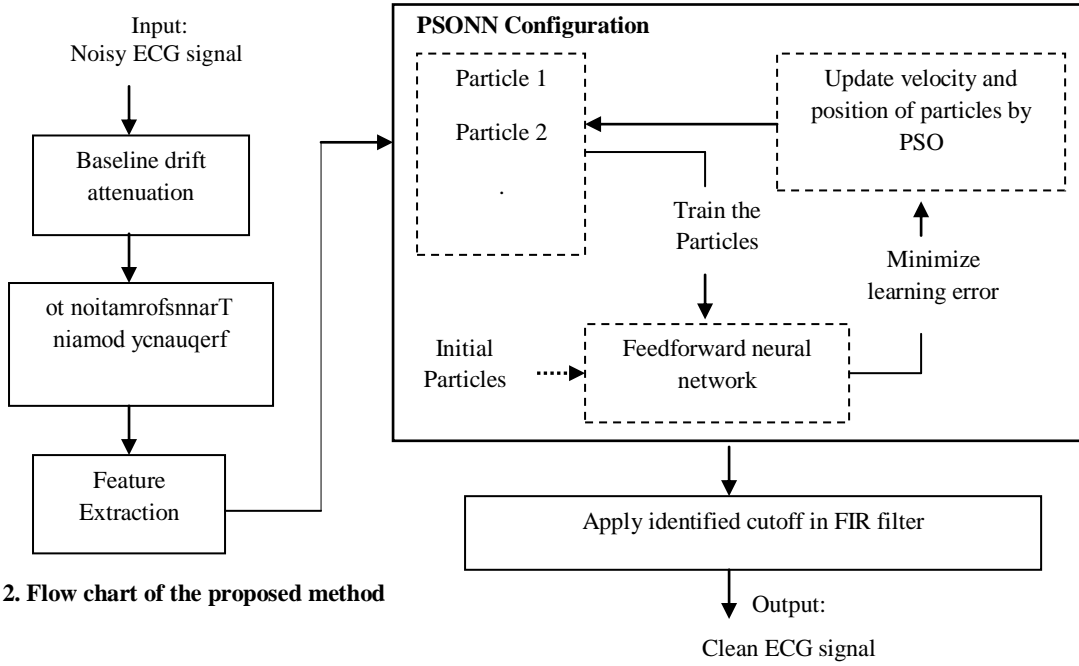 Input:
Noisy ECG signal
Baseline drift
attenuation
ot noitamrofsnnarT
niamod ycnauqerf
Feature
Extraction
PSONN Configuration
Particle 1
Particle 2
.
Update velocity and
position of particles by
PSO
Train the
Particles
Minimize
learning error
Initial
Particles
Feedforward neural
network
Apply identified cutoff in FIR filter
Output:
Clean ECG signal
2. Flow chart of the proposed method